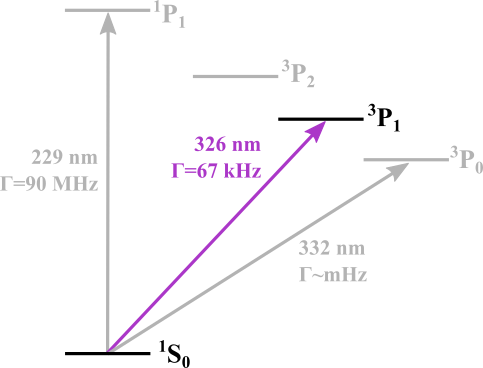 ¹P₁
³P₂
³P₁
326 nm
Γ=67 kHz
229 nm
Γ=90 MHz
³P₀
332 nm
Γ~mHz
¹S₀